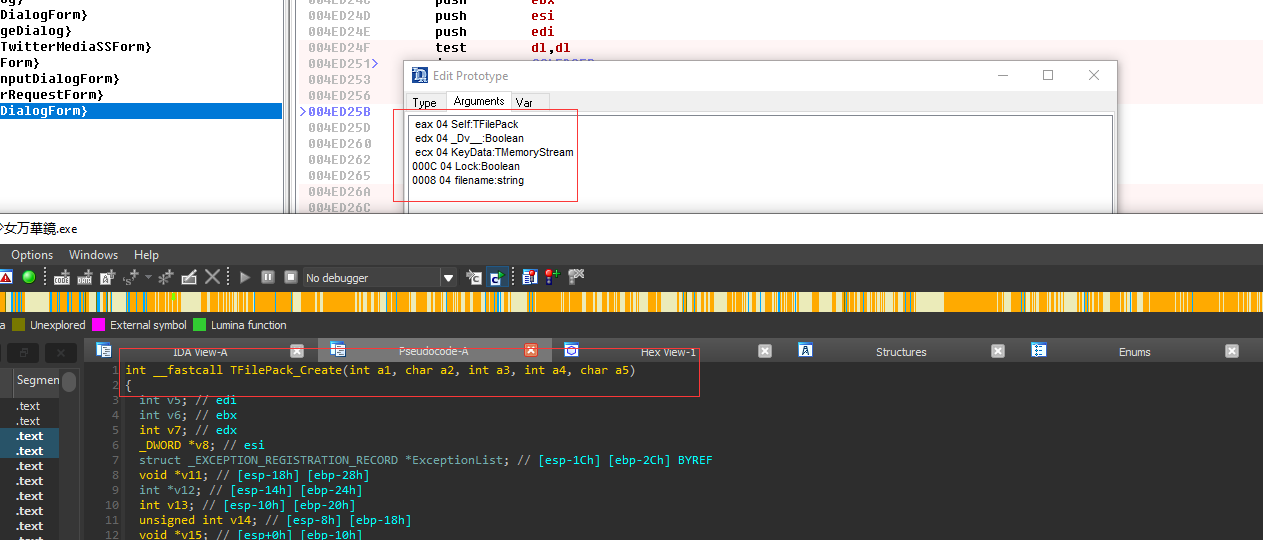 DialogForm}
geDialog}
TwitterMediaSSForm}
Form}
nputDialogForm}
rRequestForm}
DialogForm}
004ED24D push esi
004ED24E push edi
004ED24F test dl,dl
004ED251>
004ED253
004ED256
>004ED25B
004ED25D
004ED260
004ED262
004ED265
004ED26A
004ED26C
Edit Prototype
Type Arguments Var
eax 04 Self:TFilePack
edx 04 _Dv__:Boolean
ecx 04 KeyData:TMemoryStream
000C 04 Lock:Boolean
0008 04 filename:string
女万華鏡.exe
Options Windows Help
No debugger
a Unexplored External symbol Lumina function
IDA View-A Pseudocode-A Hex View-1 Structures Enums
Segmen
.text
.text
.text
.text
.text
.text
.text
.text
.text
1 int __fastcall TFilePack_Create(int a1, char a2, int a3, int a4, char a5)
2 {
3 int v5; // edi
4 int v6; // ebx
5 int v7; // edx
6 _DWORD *v8; // esi
7 struct _EXCEPTION_REGISTRATION_RECORD *ExceptionList; // [esp-1Ch] [ebp-2Ch] BYREF
8 void *v11; // [esp-18h] [ebp-28h]
9 int *v12; // [esp-14h] [ebp-24h]
10 int v13; // [esp-10h] [ebp-20h]
11 unsigned int v14; // [esp-8h] [ebp-18h]
12 void *v15; // [esp+0h] [ebp-10h]